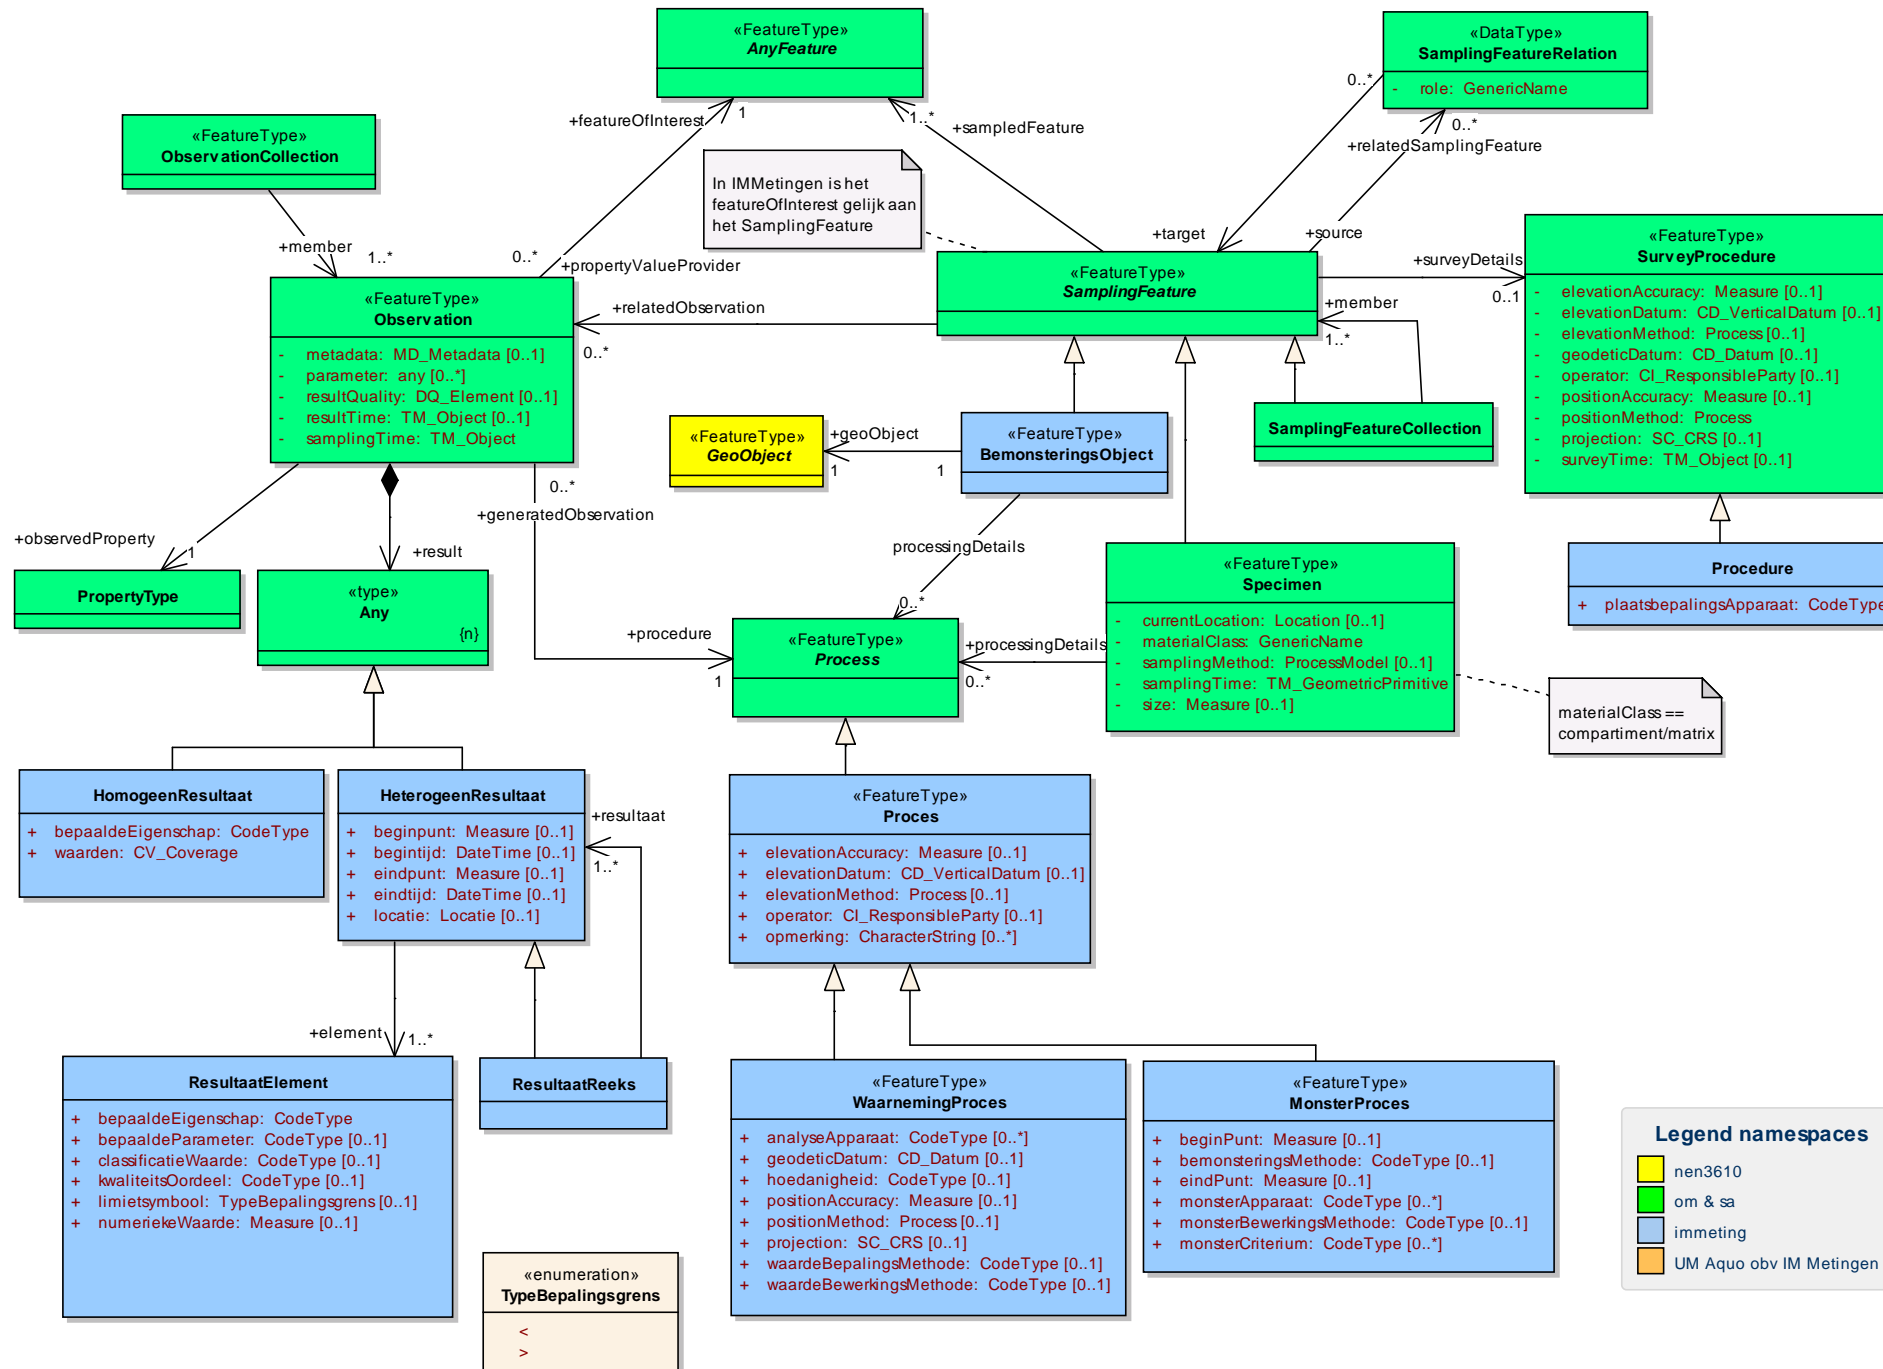 «FeatureType»
AnyFeature
«DataType»
SamplingFeatureRelation
- role: GenericName
«FeatureType»
ObservationCollection
+featureOfInterest
1
1..*
+sampledFeature
0..*
0..*
+relatedSamplingFeature
In IMMetingen is het
featureOfInterest gelijk aan
het SamplingFeature
+member
1..*
0..*
+propertyValueProvider
+target
+source
«FeatureType»
SamplingFeature
+surveyDetails
0..1
«FeatureType»
SurveyProcedure
- elevationAccuracy: Measure [0..1]
- elevationDatum: CD_VerticalDatum [0..1]
- elevationMethod: Process [0..1]
- geodeticDatum: CD_Datum [0..1]
- operator: CI_ResponsibleParty [0..1]
- positionAccuracy: Measure [0..1]
- positionMethod: Process
- projection: SC_CRS [0..1]
- surveyTime: TM_Object [0..1]
«FeatureType»
Observation
- metadata: MD_Metadata [0..1]
- parameter: any [0..*]
- resultQuality: DQ_Element [0..1]
- resultTime: TM_Object [0..1]
- samplingTime: TM_Object
+relatedObservation
0..*
+member
1..*
«FeatureType»
GeoObject
+geoObject
1
1
«FeatureType»
BemonsteringsObject
SamplingFeatureCollection
0..*
+generatedObservation
+observedProperty
1
+result
processingDetails
0..*
PropertyType
«type»
Any
{n}
+procedure
1
«FeatureType»
Process
+processingDetails
0..*
«FeatureType»
Specimen
- currentLocation: Location [0..1]
- materialClass: GenericName
- samplingMethod: ProcessModel [0..1]
- samplingTime: TM_GeometricPrimitive
- size: Measure [0..1]
Procedure
+ plaatsbepalingsApparaat: CodeType
materialClass ==
compartiment/matrix
HomogeenResultaat
+ bepaaldeEigenschap: CodeType
+ waarden: CV_Coverage
HeterogeenResultaat
+ beginpunt: Measure [0..1]
+ begintijd: DateTime [0..1]
+ eindpunt: Measure [0..1]
+ eindtijd: DateTime [0..1]
+ locatie: Locatie [0..1]
+resultaat
1..*
«FeatureType»
Proces
+ elevationAccuracy: Measure [0..1]
+ elevationDatum: CD_VerticalDatum [0..1]
+ elevationMethod: Process [0..1]
+ operator: CI_ResponsibleParty [0..1]
+ opmerking: CharacterString [0..*]
+element
1..*
ResultaatElement
+ bepaaldeEigenschap: CodeType
+ bepaaldeParameter: CodeType [0..1]
+ classificatieWaarde: CodeType [0..1]
+ kwaliteitsOordeel: CodeType [0..1]
+ limietsymbool: TypeBepalingsgrens [0..1]
+ numeriekeWaarde: Measure [0..1]
ResultaatReeks
«FeatureType»
WaarnemingProces
+ analyseApparaat: CodeType [0..*]
+ geodeticDatum: CD_Datum [0..1]
+ hoedanigheid: CodeType [0..1]
+ positionAccuracy: Measure [0..1]
+ positionMethod: Process [0..1]
+ projection: SC_CRS [0..1]
+ waardeBepalingsMethode: CodeType [0..1]
+ waardeBewerkingsMethode: CodeType [0..1]
«FeatureType»
MonsterProces
+ beginPunt: Measure [0..1]
+ bemonsteringsMethode: CodeType [0..1]
+ eindPunt: Measure [0..1]
+ monsterApparaat: CodeType [0..*]
+ monsterBewerkingsMethode: CodeType [0..1]
+ monsterCriterium: CodeType [0..*]
«enumeration»
TypeBepalingsgrens
<
>
Legend namespaces
nen3610
om & sa
immeting
UM Aquo obv IM Metingen